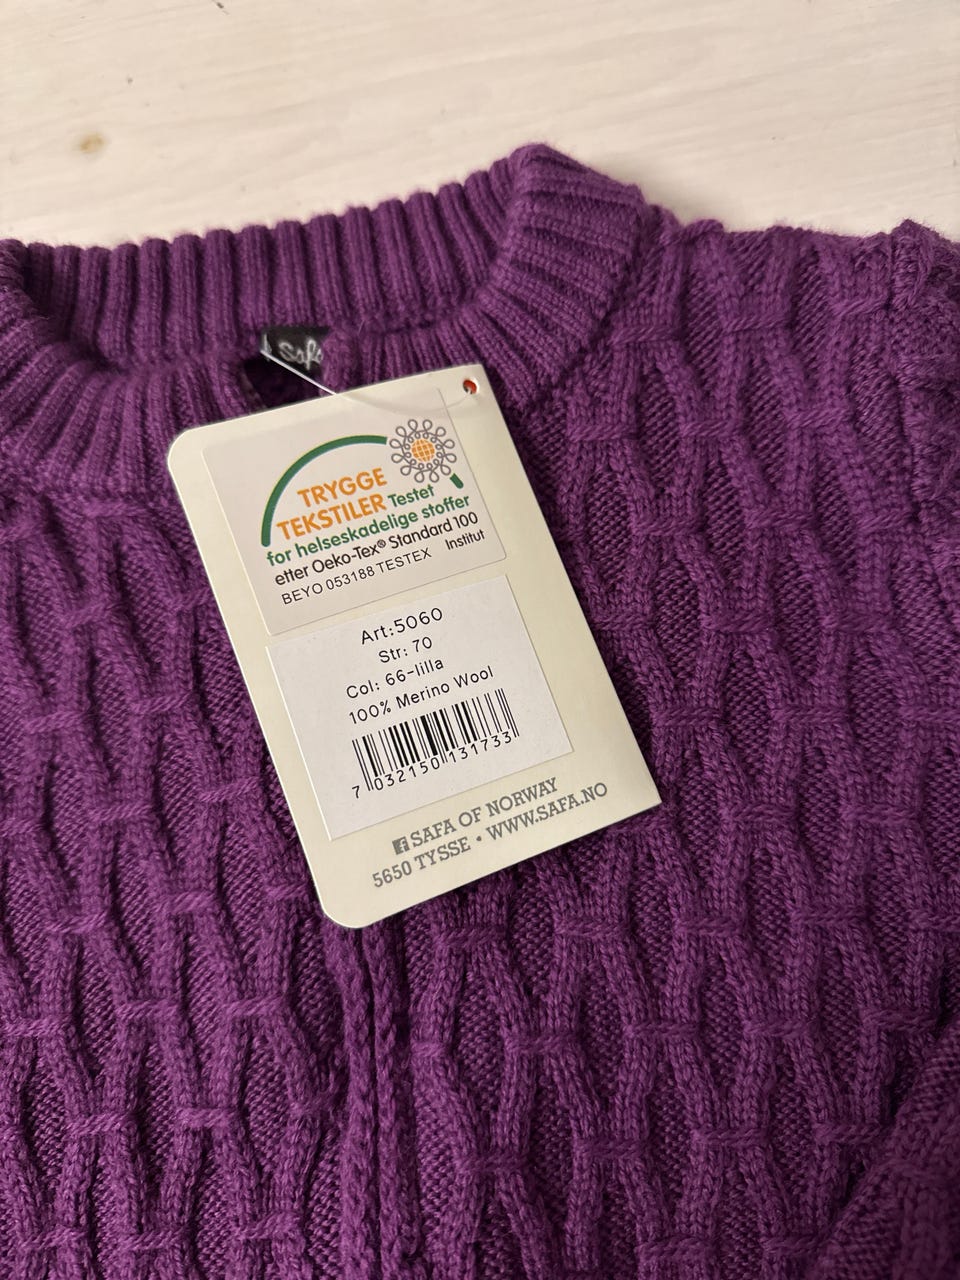 Safa
TRYGGE
TEKSTILER Testet
for helseskadelige stoffer
etter Oeko-Tex® Standard 100
BEYO 053188 TESTEX Institut
Art:5060
Str: 70
Col: 66-lilla
100% Merino Wool
7 032150 131733
SAFA OF NORWAY
5650 TYSSE • WWW.SAFA.NO